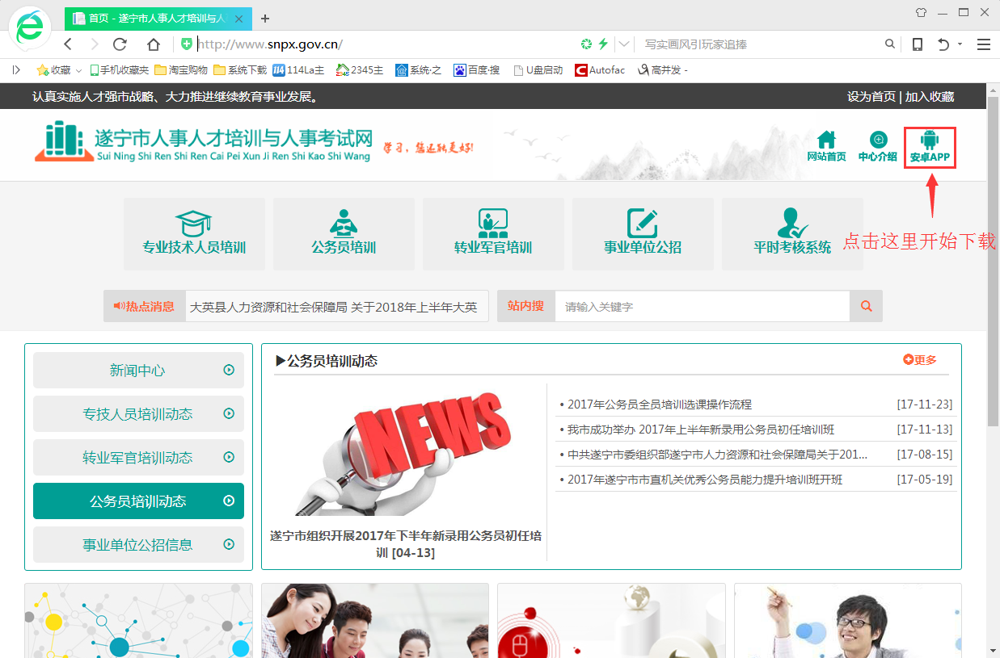 首页 - 遂宁市人事人才培训与人
http://www.snpx.gov.cn/
写实画风引玩家追捧
收藏 手机收藏夹 淘宝购物 系统下载 114La主 2345主 系统之 百度·搜 U盘启动 Autofac 高并发 -
认真实施人才强市战略、大力推进继续教育事业发展。
设为首页 | 加入收藏
遂宁市人事人才培训与人事考试网
Sui Ning Shi Ren Shi Ren Cai Pei Xun Ji Ren Shi Kao Shi Wang
学习，您还能更好!
网站首页 中心介绍 安卓APP
点击这里开始下载
专业技术人员培训 公务员培训 转业军官培训 事业单位公招 平时考核系统
热点消息 大英县人力资源和社会保障局 关于2018年上半年大英
站内搜 请输入关键字
新闻中心
专技人员培训动态
转业军官培训动态
公务员培训动态
事业单位公招信息
▶公务员培训动态
更多
NEWS
遂宁市组织开展2017年下半年新录用公务员初任培
训 [04-13]
• 2017年公务员全员培训选课操作流程 [17-11-23]
• 我市成功举办 2017年上半年新录用公务员初任培训班 [17-11-13]
• 中共遂宁市委组织部遂宁市人力资源和社会保障局关于201... [17-08-15]
• 2017年遂宁市市直机关优秀公务员能力提升培训班开班 [17-05-19]